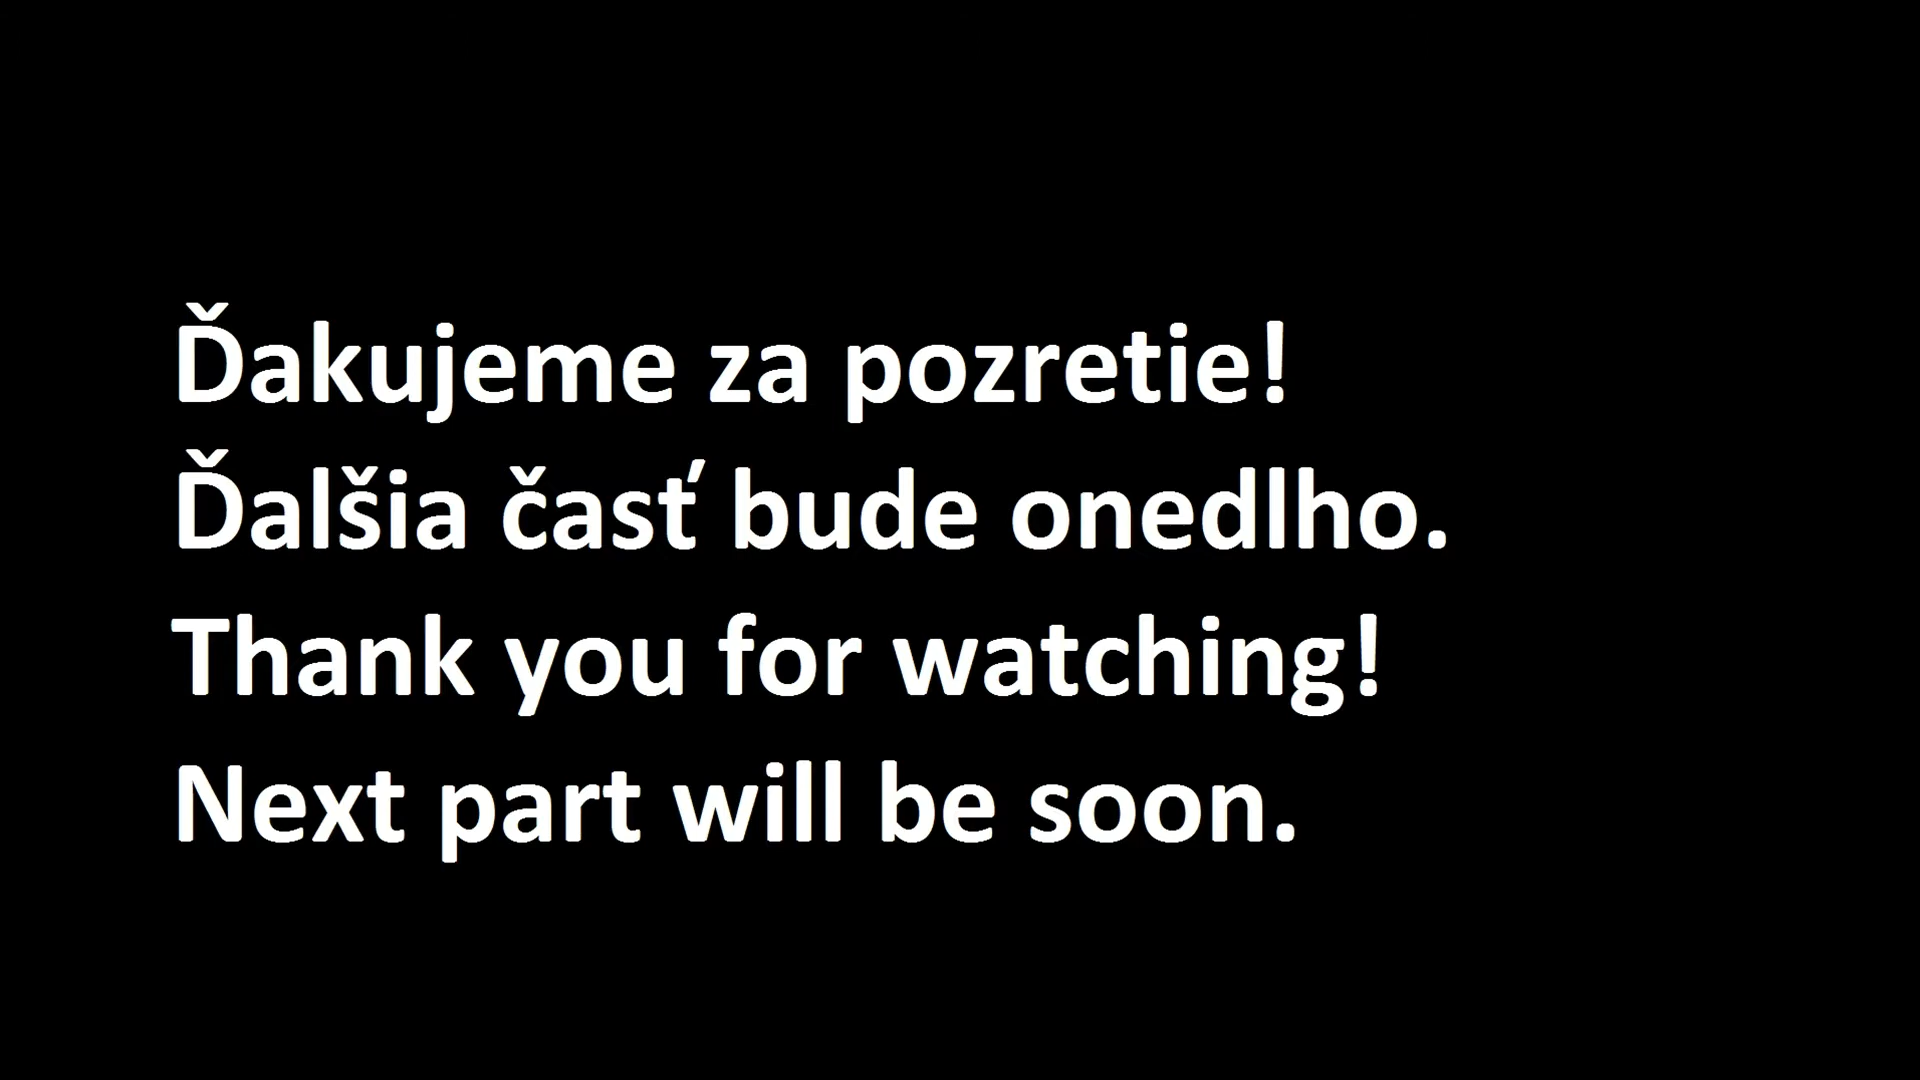 Ďakujeme za pozretie!
Ďalšia časť bude onedlho.
Thank you for watching!
Next part will be soon.